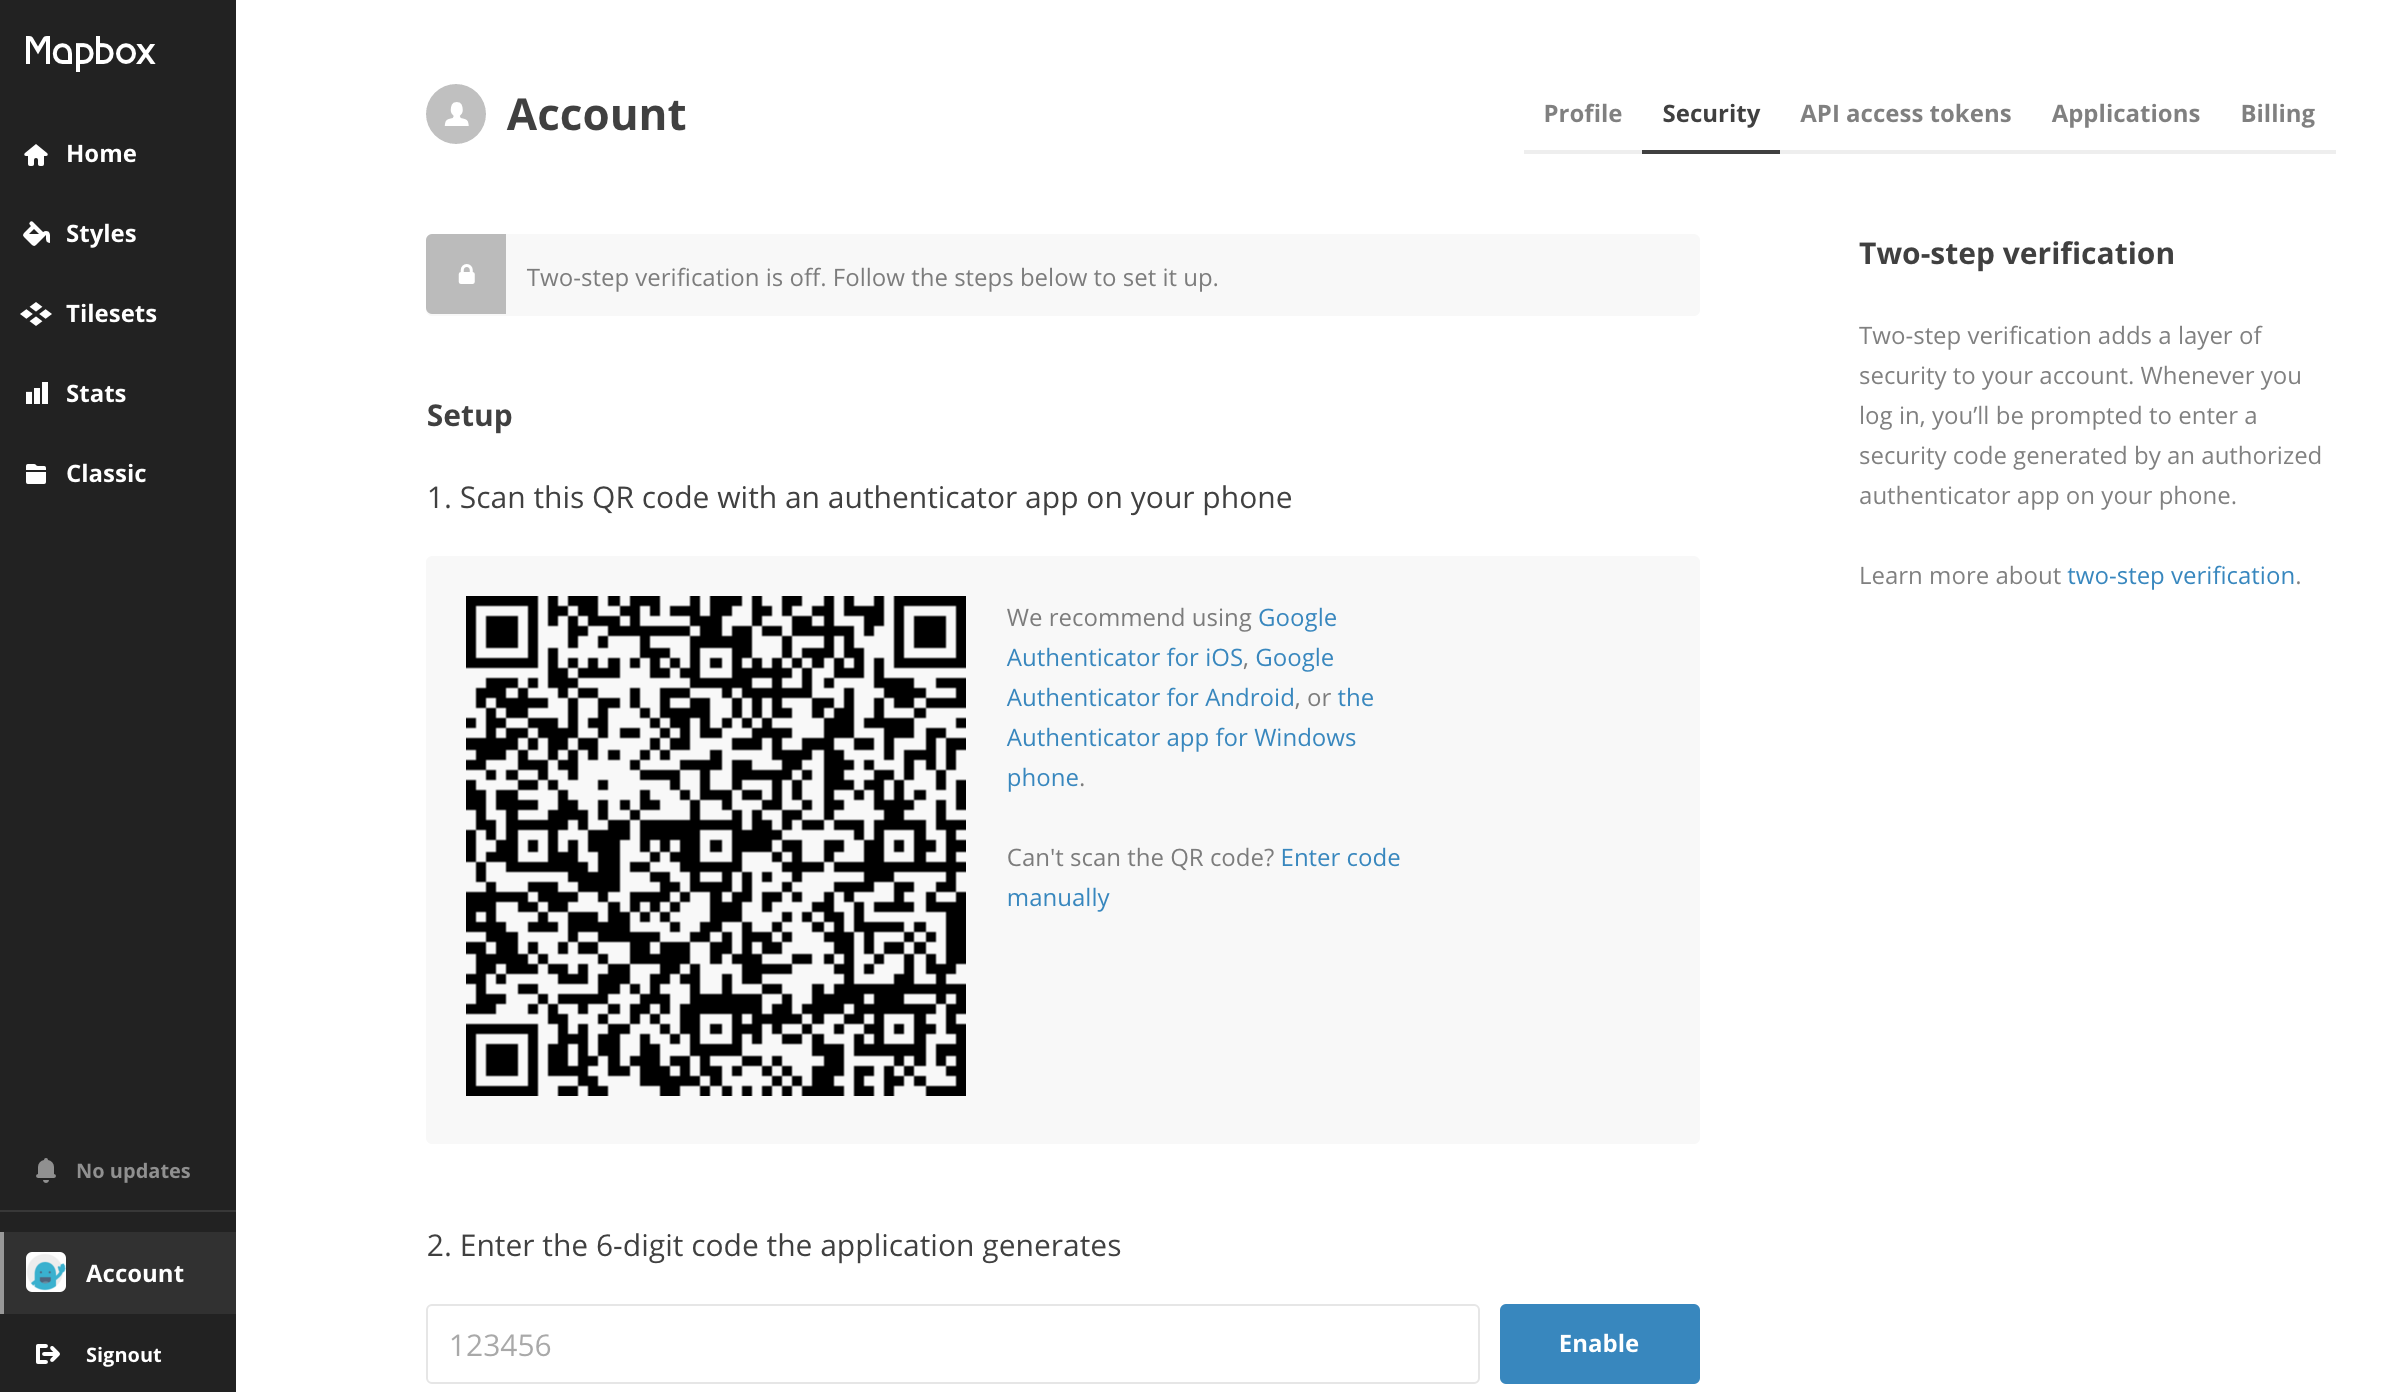 Mapbox
Home
Styles
Tilesets
Stats
Classic
No updates
Account
Signout
Account
Profile
Security
API access tokens
Applications
Billing
Two-step verification is off. Follow the steps below to set it up.
Setup
1. Scan this QR code with an authenticator app on your phone
We recommend using Google
Authenticator for iOS, Google
Authenticator for Android, or the
Authenticator app for Windows
phone.
Can't scan the QR code? Enter code
manually
2. Enter the 6-digit code the application generates
123456
Enable
Two-step verification
Two-step verification adds a layer of
security to your account. Whenever you
log in, you’ll be prompted to enter a
security code generated by an authorized
authenticator app on your phone.
Learn more about two-step verification.